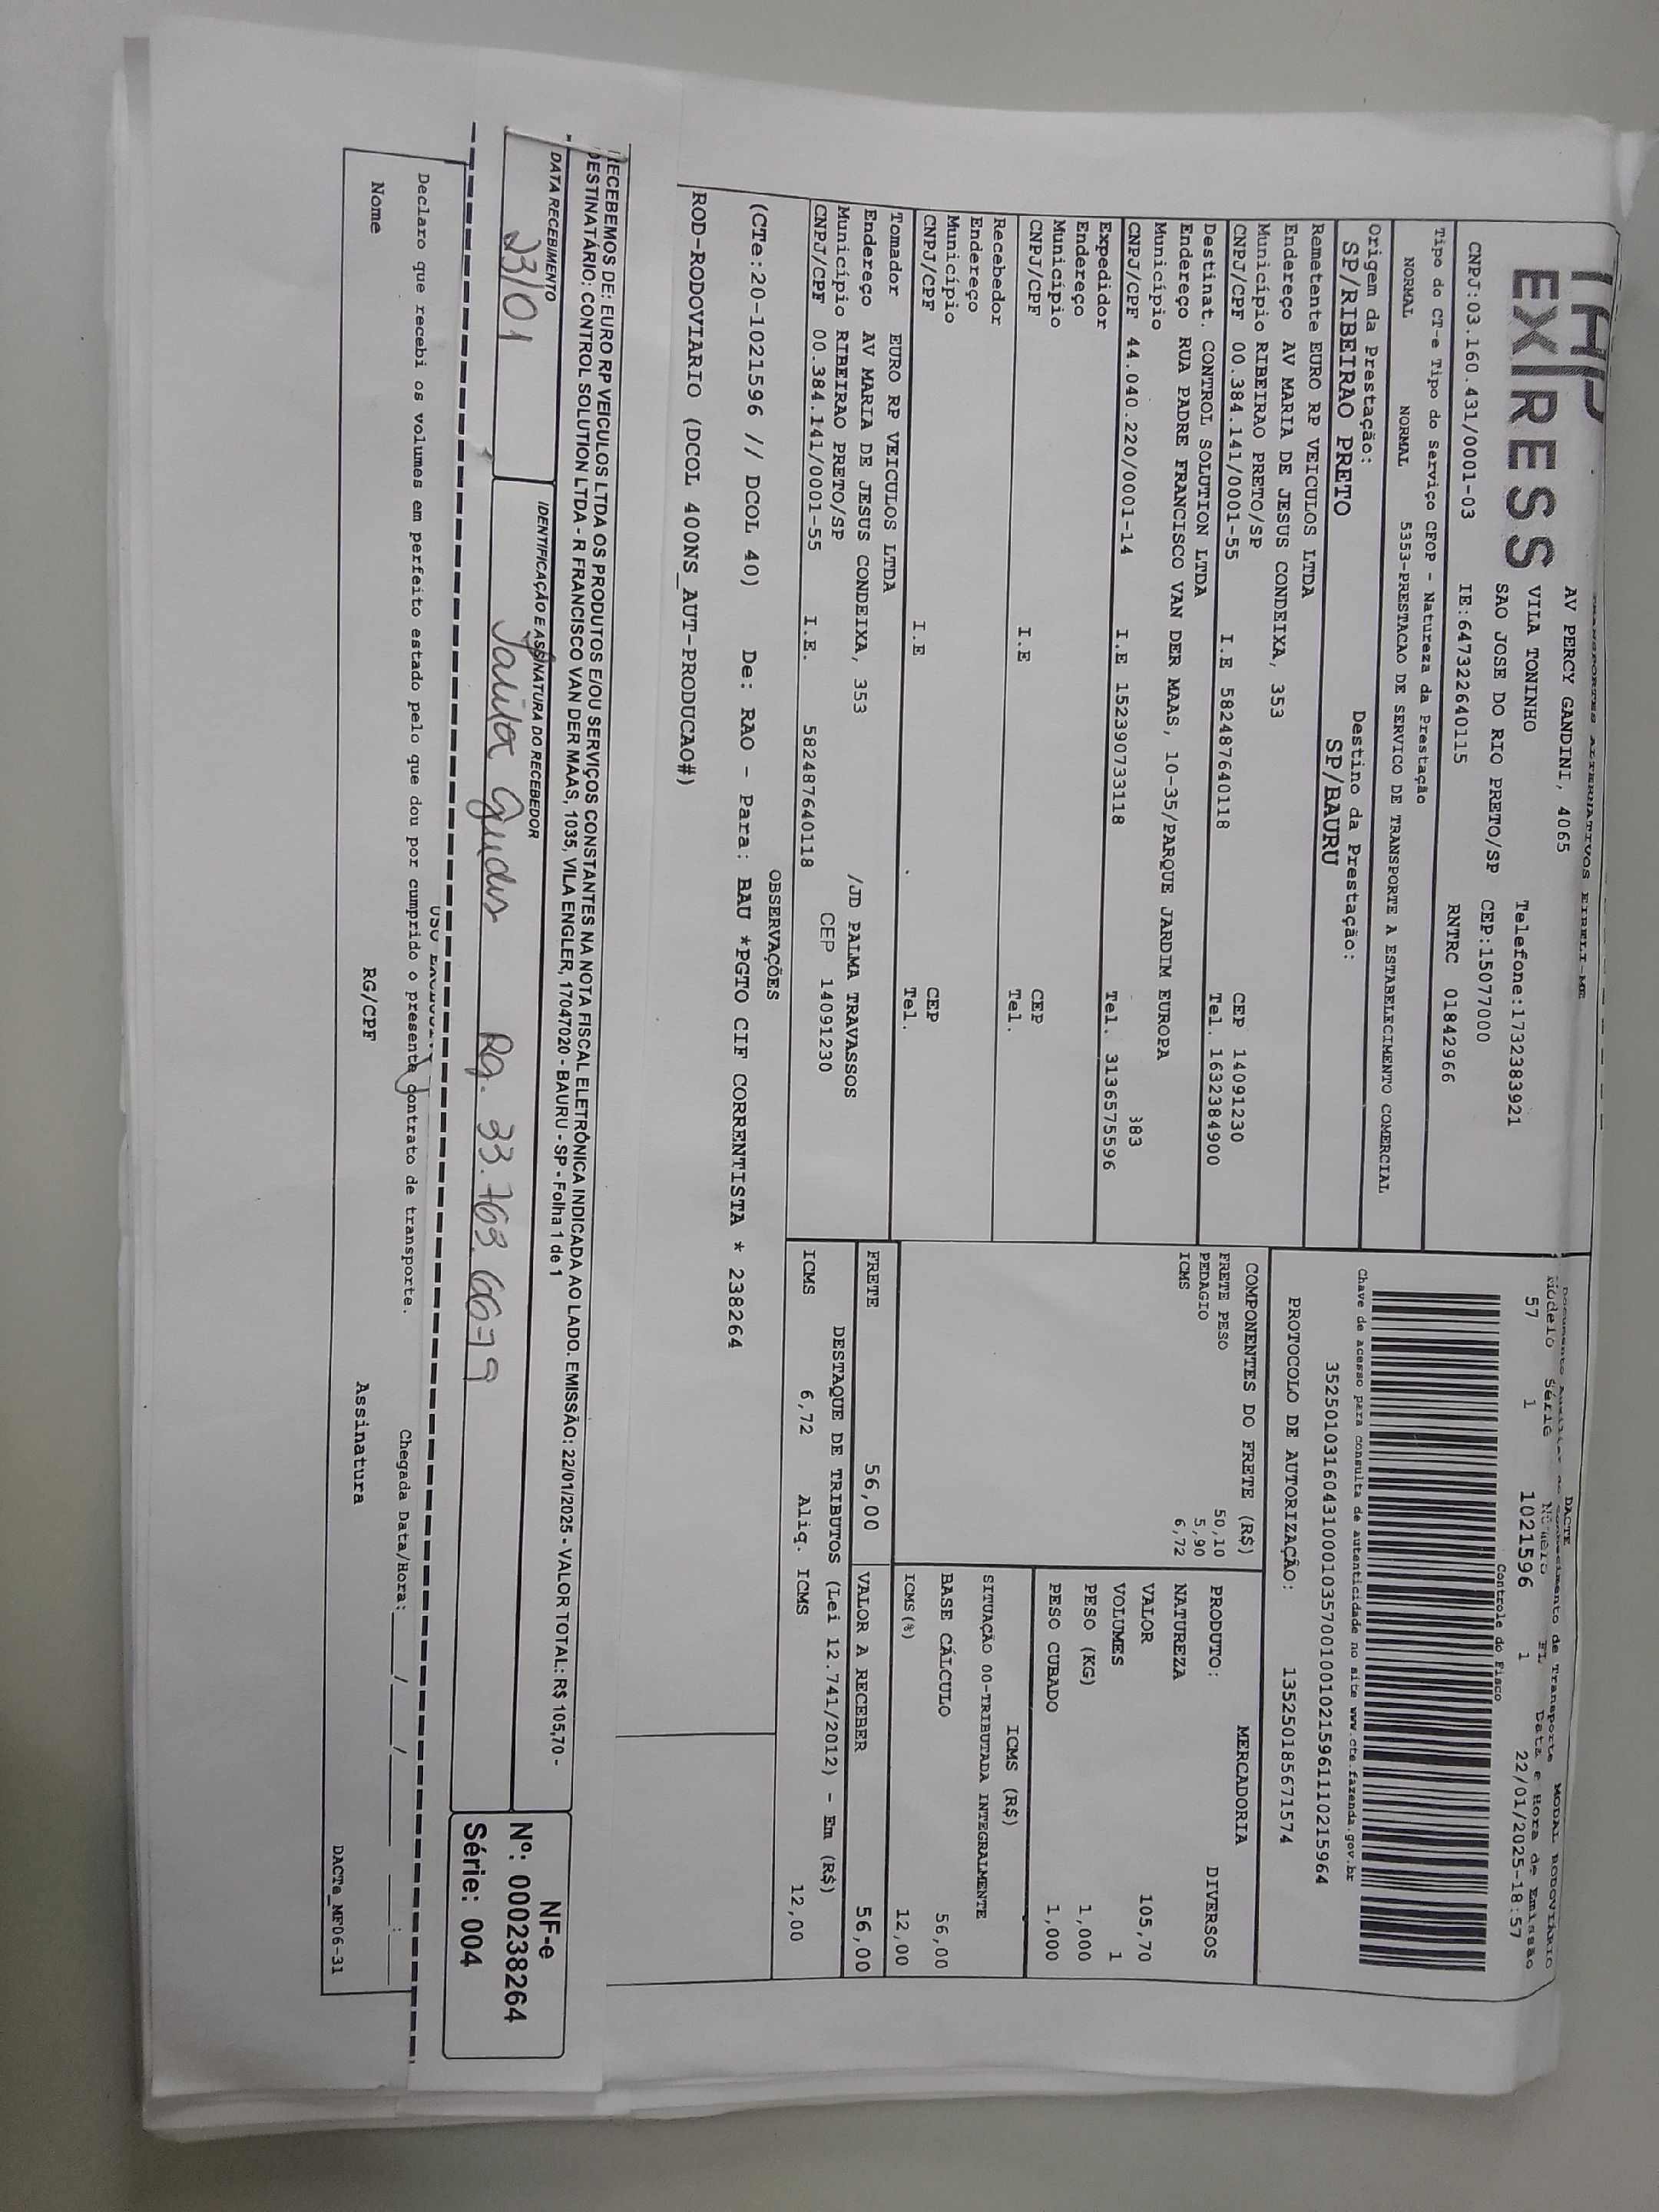 TAP
EXPRESS
AV PERCY GANDINI, 4065
VILA TONINHO Telefone:1732383921
SAO JOSE DO RIO PRETO/SP CEP:15077000
CNPJ:03.160.431/0001-03 IE:647322640115 RNTRC 01842966
Tipo do CT-e Tipo do Serviço CFOP - Natureza da Prestação
NORMAL NORMAL 5353-PRESTACAO DE SERVICO DE TRANSPORTE A ESTABELECIMENTO COMERCIAL
Origem da Prestação: Destino da Prestação:
SP/RIBEIRAO PRETO SP/BAURU
Remetente EURO RP VEICULOS LTDA
Endereço AV MARIA DE JESUS CONDEIXA, 353
Município RIBEIRAO PRETO/SP CEP 14091230
CNPJ/CPF 00.384.141/0001-55 I.E 582487640118 Tel. 1632384900
Destinat. CONTROL SOLUTION LTDA
Endereço RUA PADRE FRANCISCO VAN DER MAAS, 10-35/PARQUE JARDIM EUROPA
Município 383
CNPJ/CPF 44.040.220/0001-14 I.E 152390733118 Tel. 3136575596
Expedidor
Endereço
Município CEP
CNPJ/CPF I.E Tel.
Recebedor
Endereço
Município CEP
CNPJ/CPF I.E Tel.
Tomador EURO RP VEICULOS LTDA
Endereço AV MARIA DE JESUS CONDEIXA, 353 /JD PALMA TRAVASSOS
Município RIBEIRAO PRETO/SP CEP 14091230
CNPJ/CPF 00.384.141/0001-55 I.E. 582487640118
DACTE MODAL RODOVIÁRIO
Modelo Série Número FL Data e Hora de Emissão
57 1 1021596 1 22/01/2025-18:57
Controle do Fisco
Chave de acesso para consulta de autenticidade no site www.cte.fazenda.gov.br
35250103160431000103570010010215961110215964
PROTOCOLO DE AUTORIZAÇÃO: 135250185671574
COMPONENTES DO FRETE (R$)
FRETE PESO 50,10
PEDAGIO 5,90
ICMS 6,72
MERCADORIA
PRODUTO: DIVERSOS
NATUREZA
VALOR 105,70
VOLUMES 1
PESO (KG) 1,000
PESO CUBADO 1,000
ICMS (R$)
SITUAÇÃO 00-TRIBUTADA INTEGRALMENTE
BASE CÁLCULO 56,00
ICMS(%) 12,00
FRETE 56,00 VALOR A RECEBER 56,00
DESTAQUE DE TRIBUTOS (Lei 12.741/2012) - Em (R$)
ICMS 6,72 Aliq. ICMS 12,00
OBSERVAÇÕES
(CTe:20-1021596 // DCOL 40) De: RAO - Para: BAU *PGTO CIF CORRENTISTA * 238264
ROD-RODOVIARIO (DCOL 400NS_AUT-PRODUCAO#)
RECEBEMOS DE: EURO RP VEICULOS LTDA OS PRODUTOS E/OU SERVIÇOS CONSTANTES NA NOTA FISCAL ELETRÔNICA INDICADA AO LADO. EMISSÃO: 22/01/2025 - VALOR TOTAL: R$ 105,70 -
DESTINATÁRIO: CONTROL SOLUTION LTDA - R FRANCISCO VAN DER MAAS, 1035, VILA ENGLER, 17047020 - BAURU - SP - Folha 1 de 1
DATA RECEBIMENTO IDENTIFICAÇÃO E ASSINATURA DO RECEBEDOR
23/01 Rg. 33.763.667-9
NF-e
Nº: 000238264
Série: 004
Declaro que recebi os volumes em perfeito estado pelo que dou por cumprido o presente contrato de transporte. Chegada Data/Hora:___/___/___ __:__
Nome RG/CPF Assinatura
DACTe_MF06-31